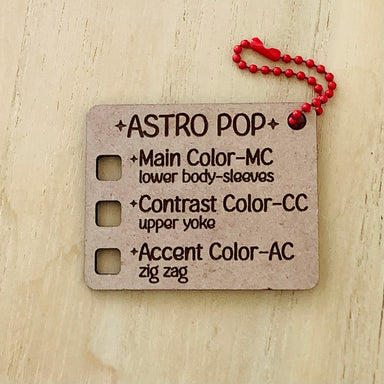 ✦ASTRO POP✦
✦Main Color-MC
lower body-sleeves
✦Contrast Color-CC
upper yoke
✦Accent Color-AC
zig zag